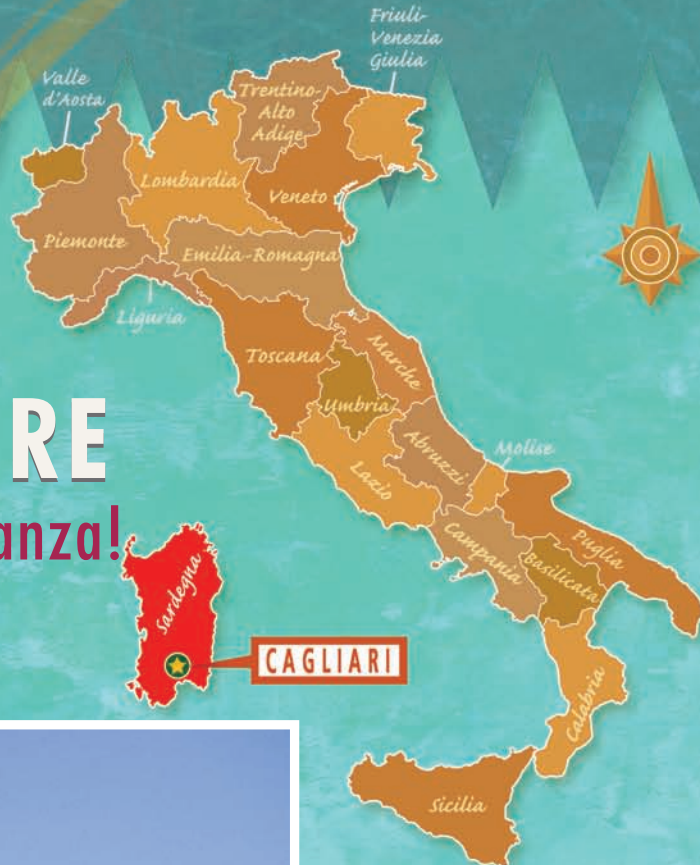 Friuli-
Venezia
Giulia
Valle
d'Aosta
Trentino-
Alto
Adige
Lombardia
Veneto
Piemonte
Emilia-Romagna
Liguria
Toscana
Marche
Umbria
RE
Abruzzi
Molise
Lazio
anza!
Campania
Puglia
Basilicata
Sardegna
CAGLIARI
Calabria
Sicilia